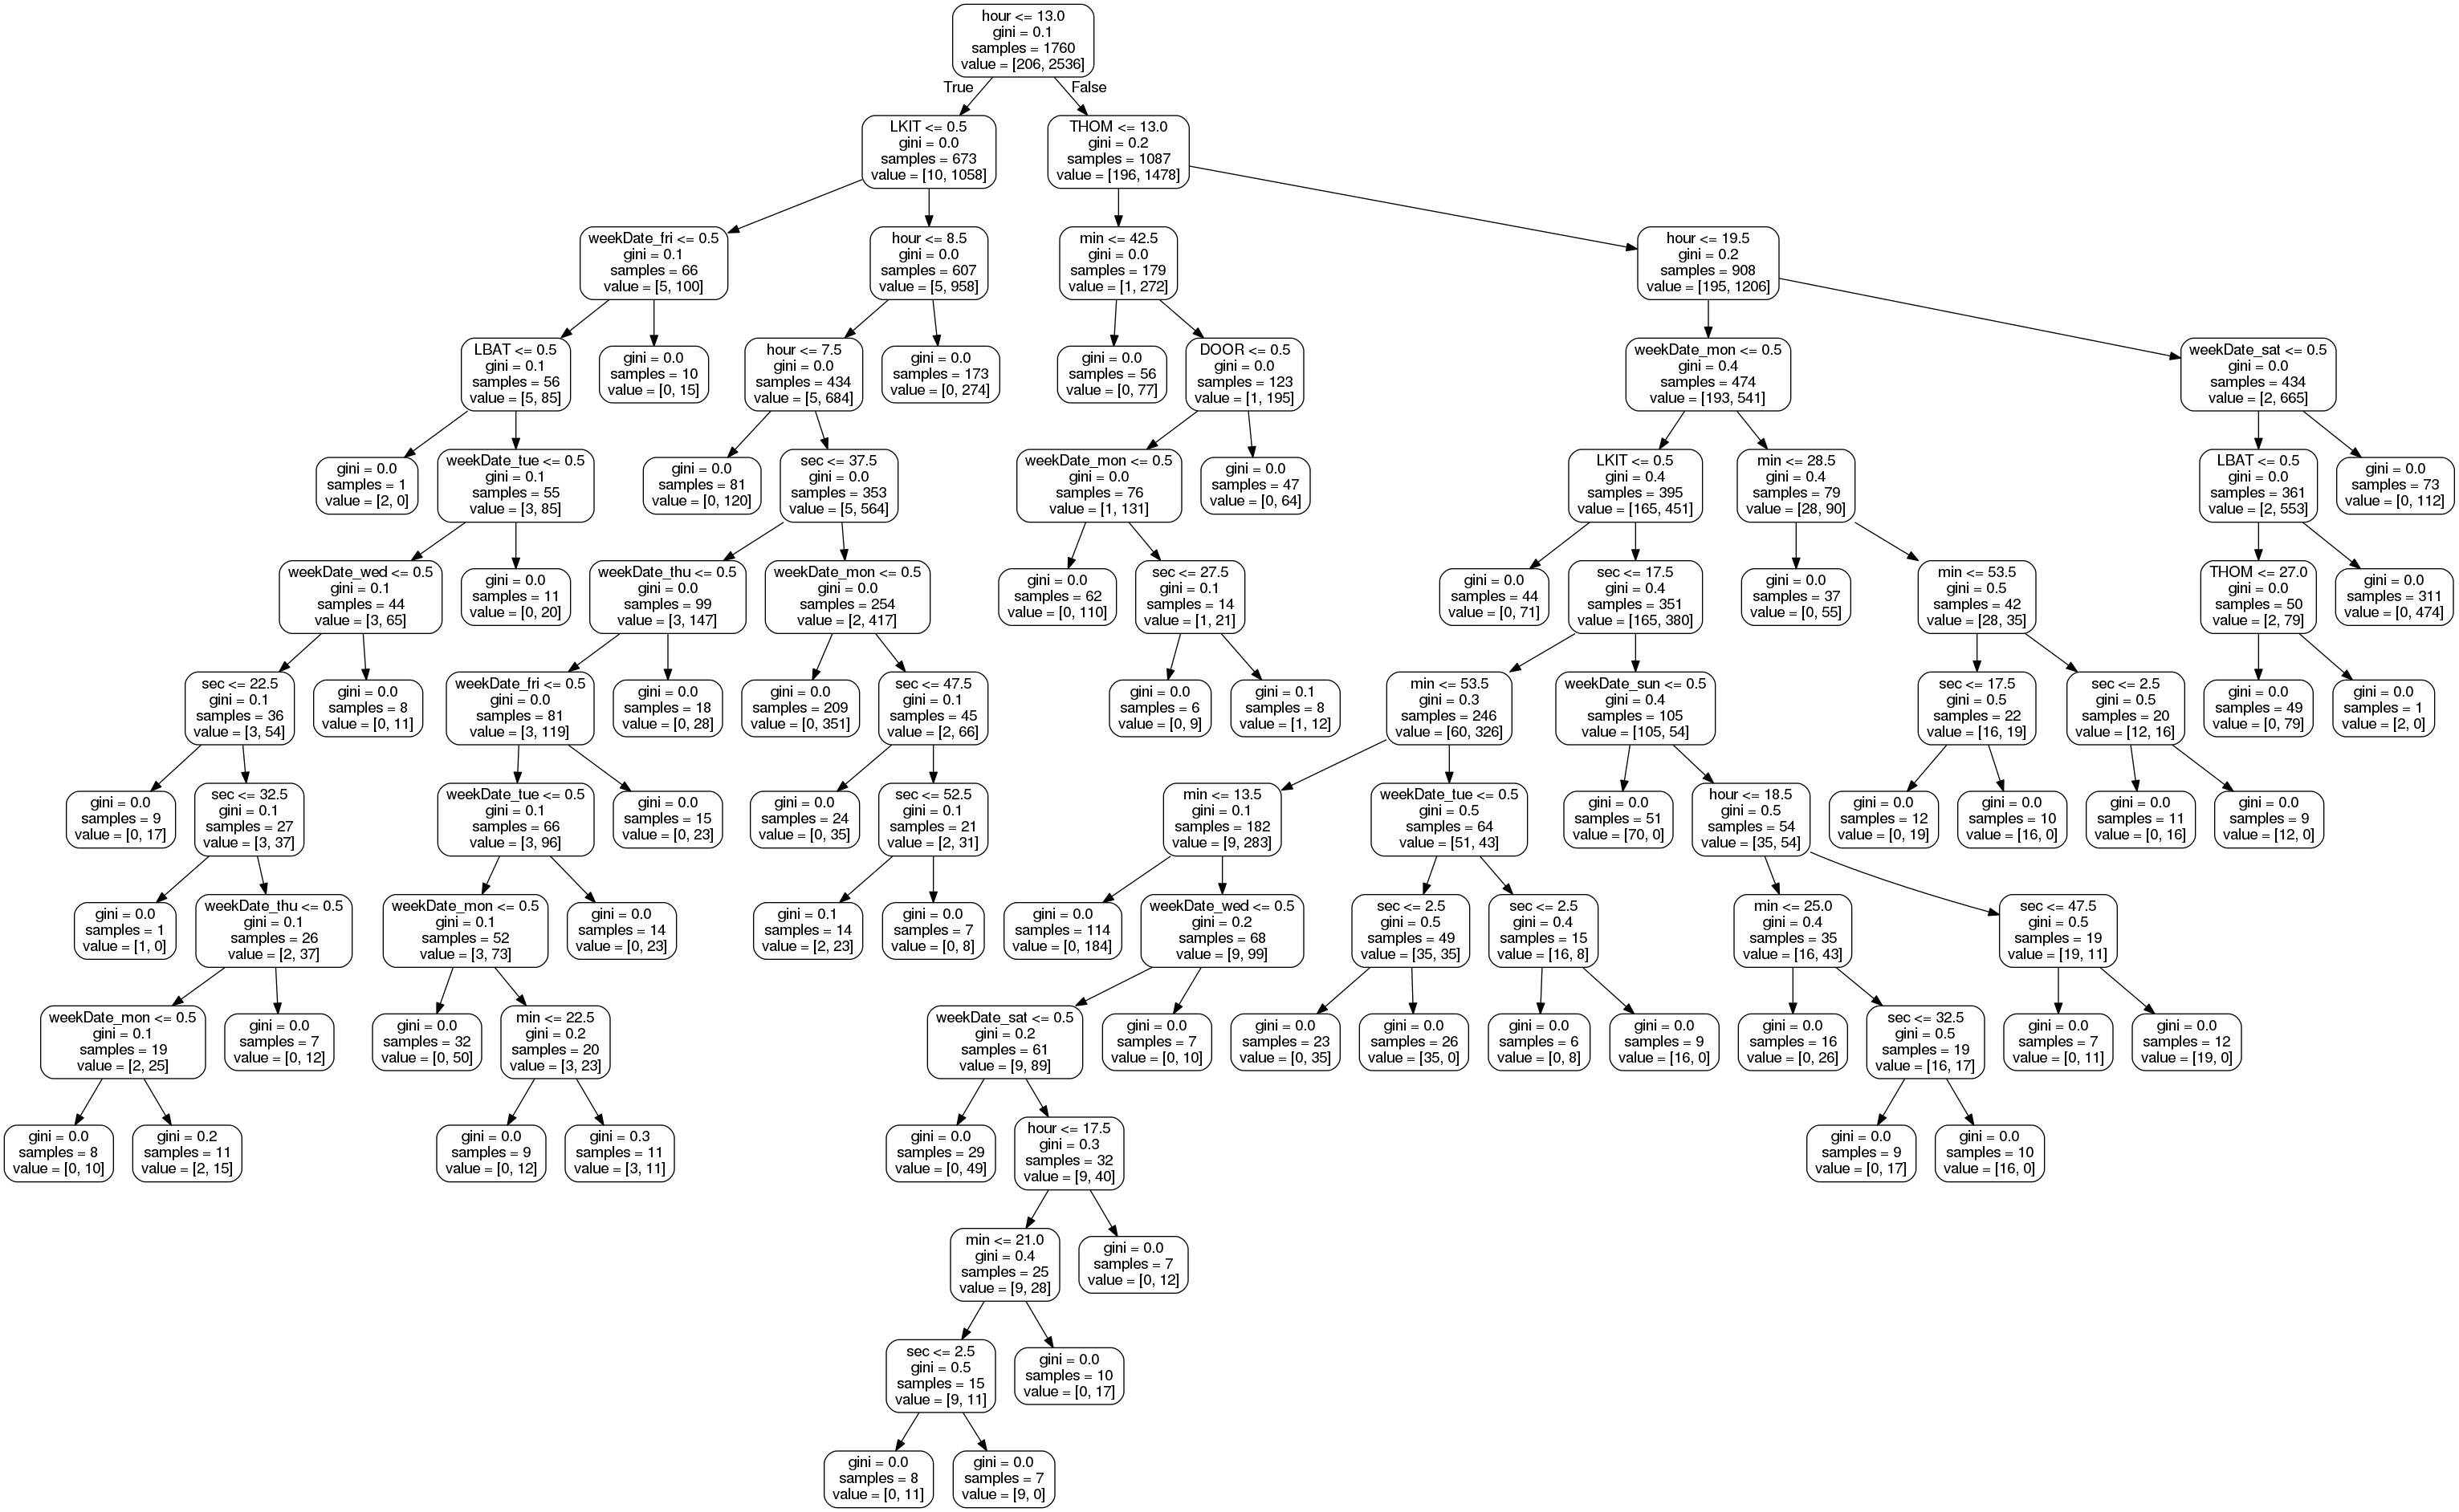 hour <= 13.0
gini = 0.1
samples = 1760
value = [206, 2536]
True
False
LKIT <= 0.5
gini = 0.0
samples = 673
value = [10, 1058]
THOM <= 13.0
gini = 0.2
samples = 1087
value = [196, 1478]
weekDate_fri <= 0.5
gini = 0.1
samples = 66
value = [5, 100]
hour <= 8.5
gini = 0.0
samples = 607
value = [5, 958]
min <= 42.5
gini = 0.0
samples = 179
value = [1, 272]
hour <= 19.5
gini = 0.2
samples = 908
value = [195, 1206]
LBAT <= 0.5
gini = 0.1
samples = 56
value = [5, 85]
gini = 0.0
samples = 10
value = [0, 15]
hour <= 7.5
gini = 0.0
samples = 434
value = [5, 684]
gini = 0.0
samples = 173
value = [0, 274]
gini = 0.0
samples = 56
value = [0, 77]
DOOR <= 0.5
gini = 0.0
samples = 123
value = [1, 195]
weekDate_mon <= 0.5
gini = 0.4
samples = 474
value = [193, 541]
weekDate_sat <= 0.5
gini = 0.0
samples = 434
value = [2, 665]
gini = 0.0
samples = 1
value = [2, 0]
weekDate_tue <= 0.5
gini = 0.1
samples = 55
value = [3, 85]
gini = 0.0
samples = 81
value = [0, 120]
sec <= 37.5
gini = 0.0
samples = 353
value = [5, 564]
weekDate_mon <= 0.5
gini = 0.0
samples = 76
value = [1, 131]
gini = 0.0
samples = 47
value = [0, 64]
LKIT <= 0.5
gini = 0.4
samples = 395
value = [165, 451]
min <= 28.5
gini = 0.4
samples = 79
value = [28, 90]
LBAT <= 0.5
gini = 0.0
samples = 361
value = [2, 553]
gini = 0.0
samples = 73
value = [0, 112]
weekDate_wed <= 0.5
gini = 0.1
samples = 44
value = [3, 65]
gini = 0.0
samples = 11
value = [0, 20]
weekDate_thu <= 0.5
gini = 0.0
samples = 99
value = [3, 147]
weekDate_mon <= 0.5
gini = 0.0
samples = 254
value = [2, 417]
gini = 0.0
samples = 62
value = [0, 110]
sec <= 27.5
gini = 0.1
samples = 14
value = [1, 21]
gini = 0.0
samples = 44
value = [0, 71]
sec <= 17.5
gini = 0.4
samples = 351
value = [165, 380]
gini = 0.0
samples = 37
value = [0, 55]
min <= 53.5
gini = 0.5
samples = 42
value = [28, 35]
THOM <= 27.0
gini = 0.0
samples = 50
value = [2, 79]
gini = 0.0
samples = 311
value = [0, 474]
sec <= 22.5
gini = 0.1
samples = 36
value = [3, 54]
gini = 0.0
samples = 8
value = [0, 11]
weekDate_fri <= 0.5
gini = 0.0
samples = 81
value = [3, 119]
gini = 0.0
samples = 18
value = [0, 28]
gini = 0.0
samples = 209
value = [0, 351]
sec <= 47.5
gini = 0.1
samples = 45
value = [2, 66]
gini = 0.0
samples = 6
value = [0, 9]
gini = 0.1
samples = 8
value = [1, 12]
min <= 53.5
gini = 0.3
samples = 246
value = [60, 326]
weekDate_sun <= 0.5
gini = 0.4
samples = 105
value = [105, 54]
sec <= 17.5
gini = 0.5
samples = 22
value = [16, 19]
sec <= 2.5
gini = 0.5
samples = 20
value = [12, 16]
gini = 0.0
samples = 49
value = [0, 79]
gini = 0.0
samples = 1
value = [2, 0]
gini = 0.0
samples = 9
value = [0, 17]
sec <= 32.5
gini = 0.1
samples = 27
value = [3, 37]
weekDate_tue <= 0.5
gini = 0.1
samples = 66
value = [3, 96]
gini = 0.0
samples = 15
value = [0, 23]
gini = 0.0
samples = 24
value = [0, 35]
sec <= 52.5
gini = 0.1
samples = 21
value = [2, 31]
min <= 13.5
gini = 0.1
samples = 182
value = [9, 283]
weekDate_tue <= 0.5
gini = 0.5
samples = 64
value = [51, 43]
gini = 0.0
samples = 51
value = [70, 0]
hour <= 18.5
gini = 0.5
samples = 54
value = [35, 54]
gini = 0.0
samples = 12
value = [0, 19]
gini = 0.0
samples = 10
value = [16, 0]
gini = 0.0
samples = 11
value = [0, 16]
gini = 0.0
samples = 9
value = [12, 0]
gini = 0.0
samples = 1
value = [1, 0]
weekDate_thu <= 0.5
gini = 0.1
samples = 26
value = [2, 37]
weekDate_mon <= 0.5
gini = 0.1
samples = 52
value = [3, 73]
gini = 0.0
samples = 14
value = [0, 23]
gini = 0.1
samples = 14
value = [2, 23]
gini = 0.0
samples = 7
value = [0, 8]
gini = 0.0
samples = 114
value = [0, 184]
weekDate_wed <= 0.5
gini = 0.2
samples = 68
value = [9, 99]
sec <= 2.5
gini = 0.5
samples = 49
value = [35, 35]
sec <= 2.5
gini = 0.4
samples = 15
value = [16, 8]
min <= 25.0
gini = 0.4
samples = 35
value = [16, 43]
sec <= 47.5
gini = 0.5
samples = 19
value = [19, 11]
weekDate_mon <= 0.5
gini = 0.1
samples = 19
value = [2, 25]
gini = 0.0
samples = 7
value = [0, 12]
gini = 0.0
samples = 32
value = [0, 50]
min <= 22.5
gini = 0.2
samples = 20
value = [3, 23]
weekDate_sat <= 0.5
gini = 0.2
samples = 61
value = [9, 89]
gini = 0.0
samples = 7
value = [0, 10]
gini = 0.0
samples = 23
value = [0, 35]
gini = 0.0
samples = 26
value = [35, 0]
gini = 0.0
samples = 6
value = [0, 8]
gini = 0.0
samples = 9
value = [16, 0]
gini = 0.0
samples = 16
value = [0, 26]
sec <= 32.5
gini = 0.5
samples = 19
value = [16, 17]
gini = 0.0
samples = 7
value = [0, 11]
gini = 0.0
samples = 12
value = [19, 0]
gini = 0.0
samples = 8
value = [0, 10]
gini = 0.2
samples = 11
value = [2, 15]
gini = 0.0
samples = 9
value = [0, 12]
gini = 0.3
samples = 11
value = [3, 11]
gini = 0.0
samples = 29
value = [0, 49]
hour <= 17.5
gini = 0.3
samples = 32
value = [9, 40]
gini = 0.0
samples = 9
value = [0, 17]
gini = 0.0
samples = 10
value = [16, 0]
min <= 21.0
gini = 0.4
samples = 25
value = [9, 28]
gini = 0.0
samples = 7
value = [0, 12]
sec <= 2.5
gini = 0.5
samples = 15
value = [9, 11]
gini = 0.0
samples = 10
value = [0, 17]
gini = 0.0
samples = 8
value = [0, 11]
gini = 0.0
samples = 7
value = [9, 0]